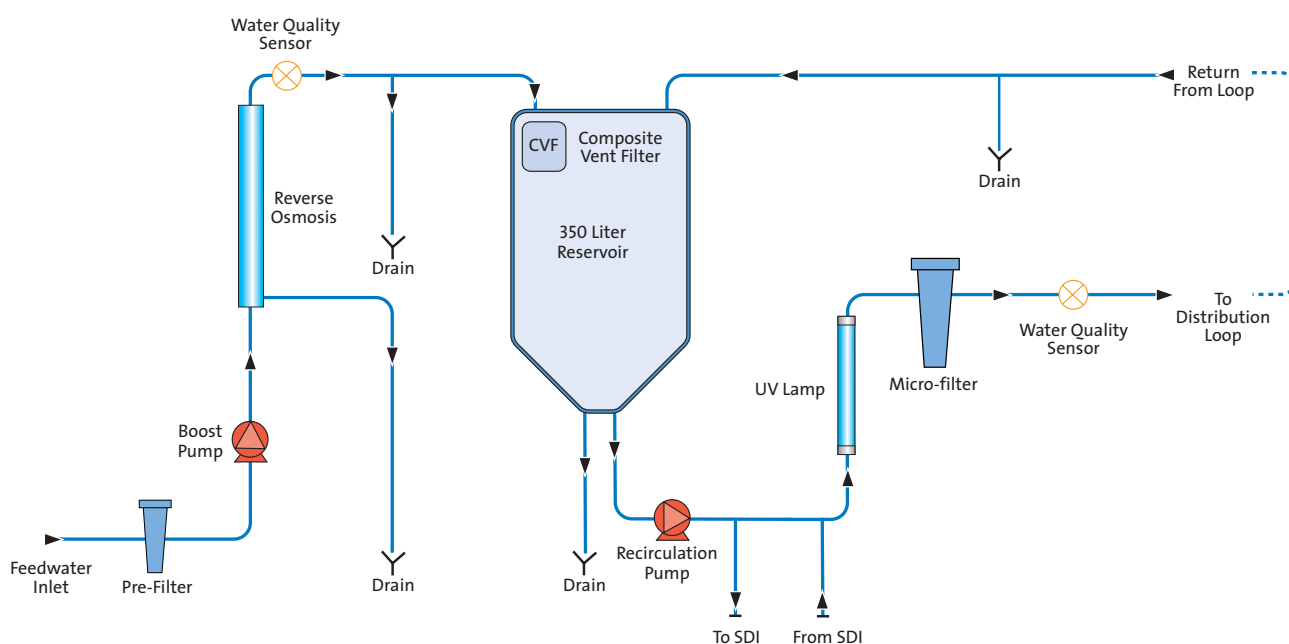 Water Quality
Sensor
Return
From Loop
CVF
Composite
Vent Filter
Drain
Reverse
Osmosis
350 Liter
Reservoir
Drain
To
Distribution
Loop
Water Quality
Sensor
UV Lamp
Micro-filter
Boost
Pump
Recirculation
Pump
Feedwater
Inlet
Pre-Filter
Drain
Drain
To SDI
From SDI